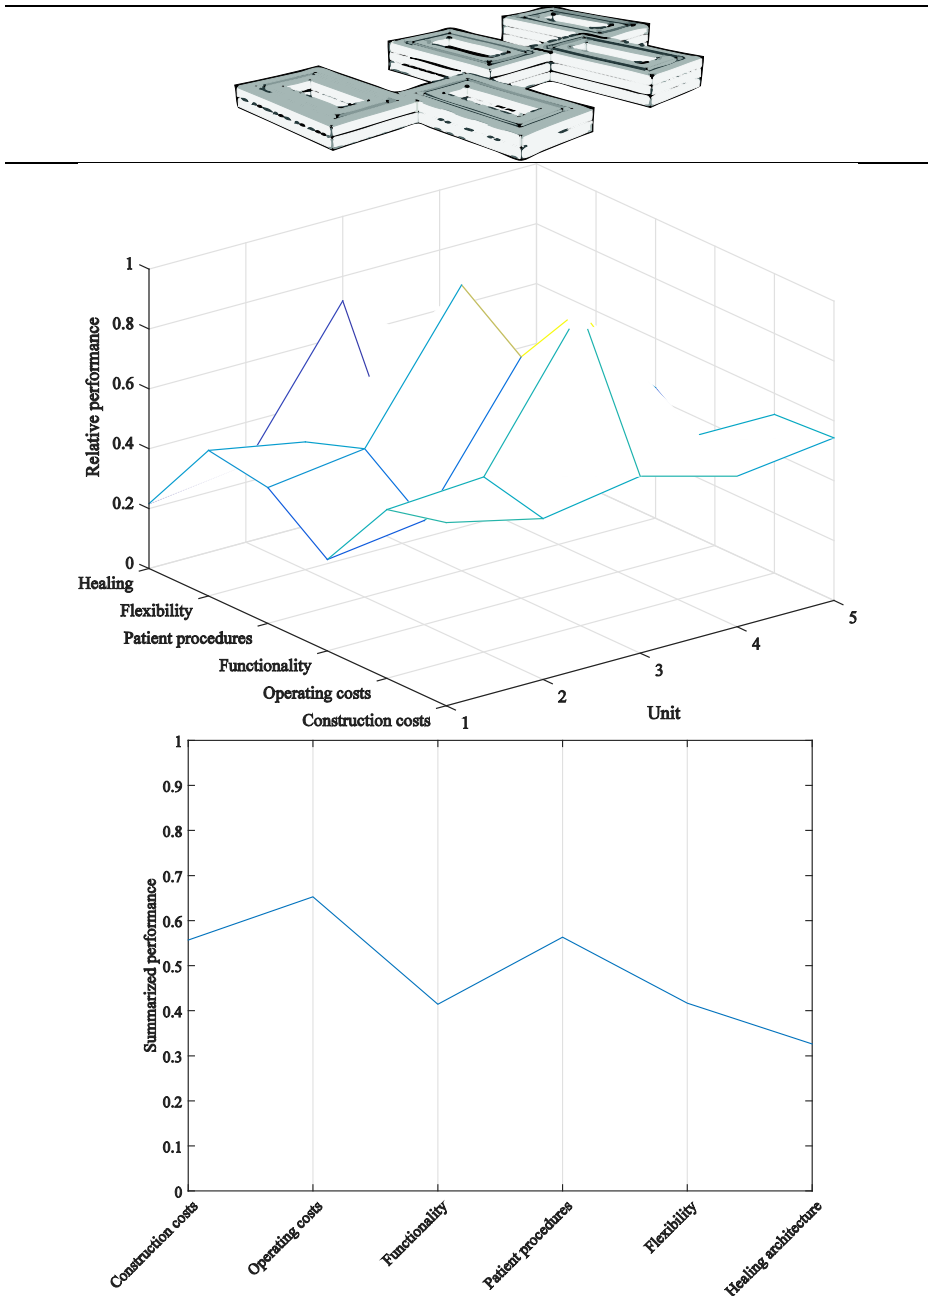 1
0.8
0.6
0.4
0.2
0
Relative performance
Healing
Flexibility
Patient procedures
Functionality
Operating costs
Construction costs
1
2
3
4
5
Unit
1
0.9
0.8
0.7
0.6
0.5
0.4
0.3
0.2
0.1
0
Summarized performance
Construction costs
Operating costs
Functionality
Patient procedures
Flexibility
Healing architecture